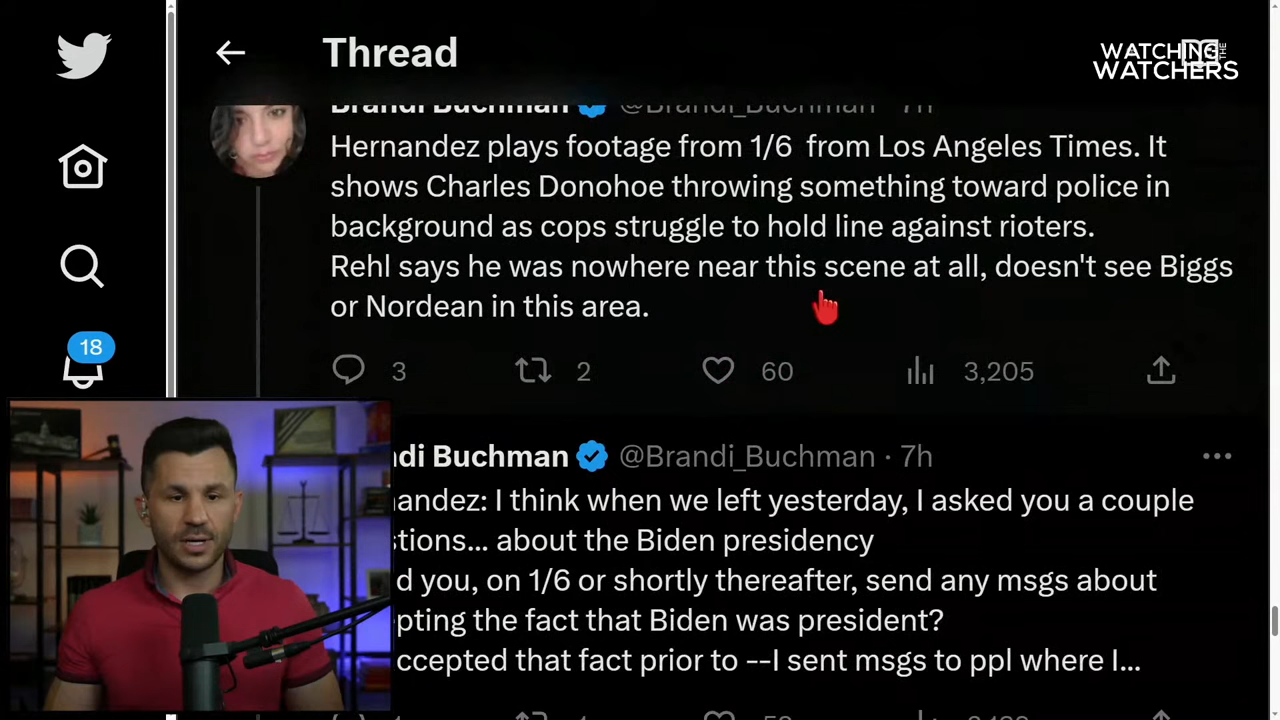 Thread
WATCHING THE
WATCHERS
Brandi Buchman @Brandi_Buchman · 7h
Hernandez plays footage from 1/6 from Los Angeles Times. It
shows Charles Donohoe throwing something toward police in
background as cops struggle to hold line against rioters.
Rehl says he was nowhere near this scene at all, doesn't see Biggs
or Nordean in this area.
3 2 60 3,205
18
di Buchman @Brandi_Buchman · 7h
nandez: I think when we left yesterday, I asked you a couple
stions... about the Biden presidency
d you, on 1/6 or shortly thereafter, send any msgs about
pting the fact that Biden was president?
ccepted that fact prior to --I sent msgs to ppl where I...